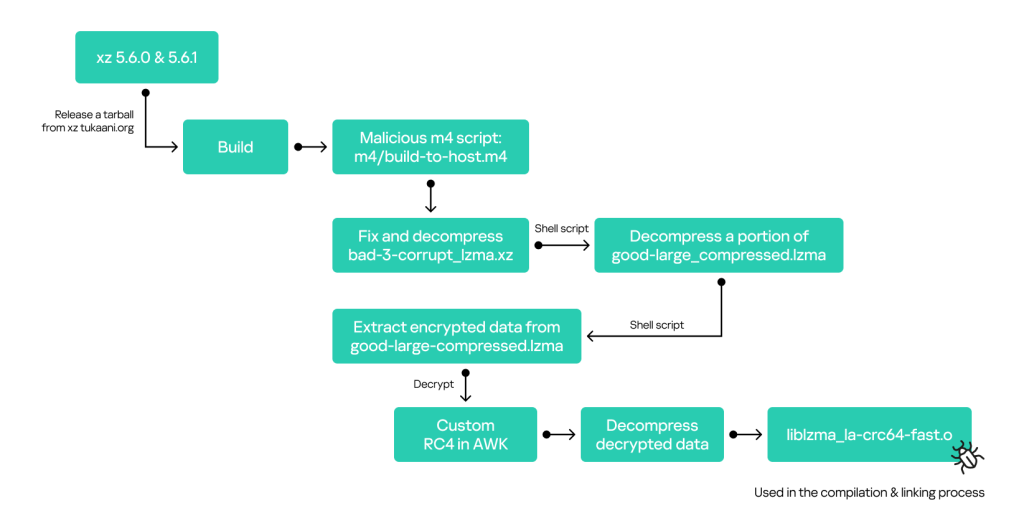 xz 5.6.0 & 5.6.1
Release a tarball
from xz tukaani.org
Build
Malicious m4 script:
m4/build-to-host.m4
Fix and decompress
bad-3-corrupt_lzma.xz
Shell script
Decompress a portion of
good-large_compressed.lzma
Shell script
Extract encrypted data from
good-large-compressed.lzma
Decrypt
Custom
RC4 in AWK
Decompress
decrypted data
liblzma_la-crc64-fast.o
Used in the compilation & linking process